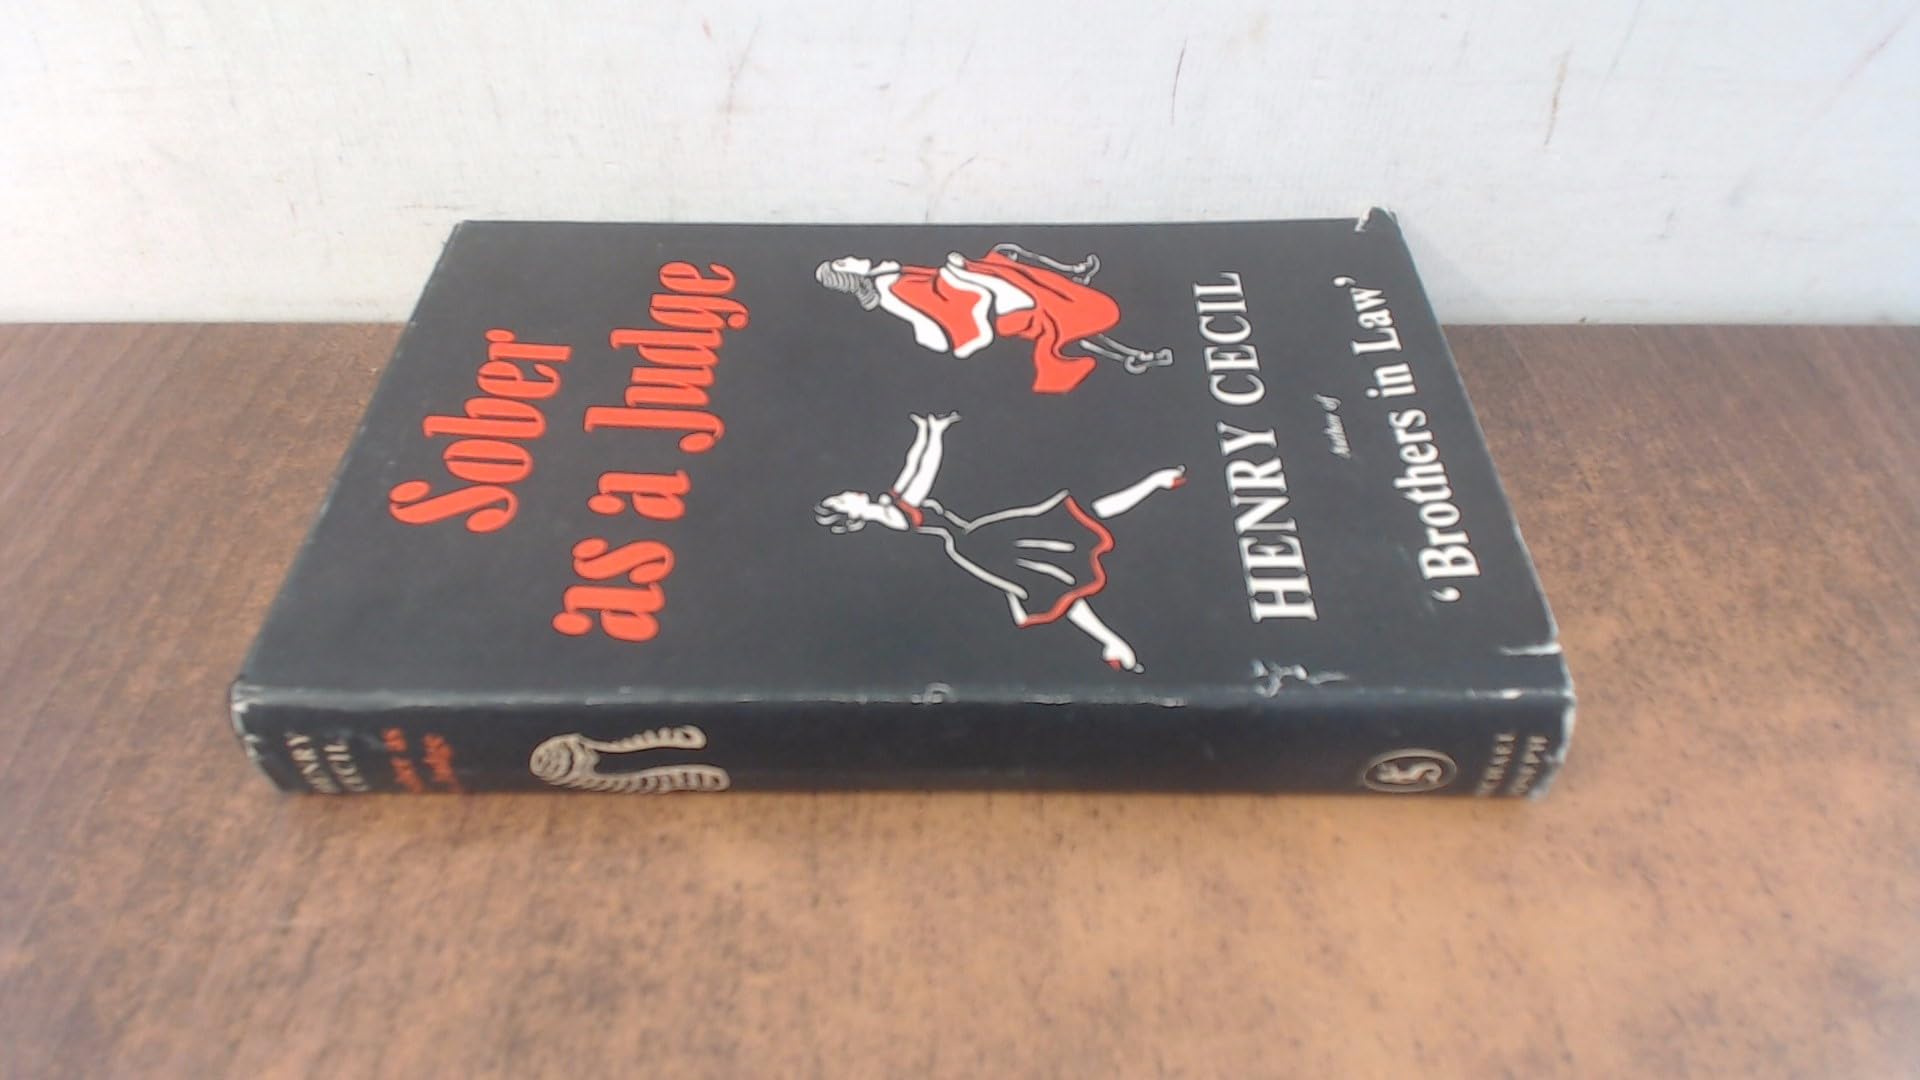 Sober
as a Judge
HENRY CECIL
Author of
‘Brothers in Law’
HENRY
CECIL
Sober as
a Judge
MICHAEL
JOSEPH